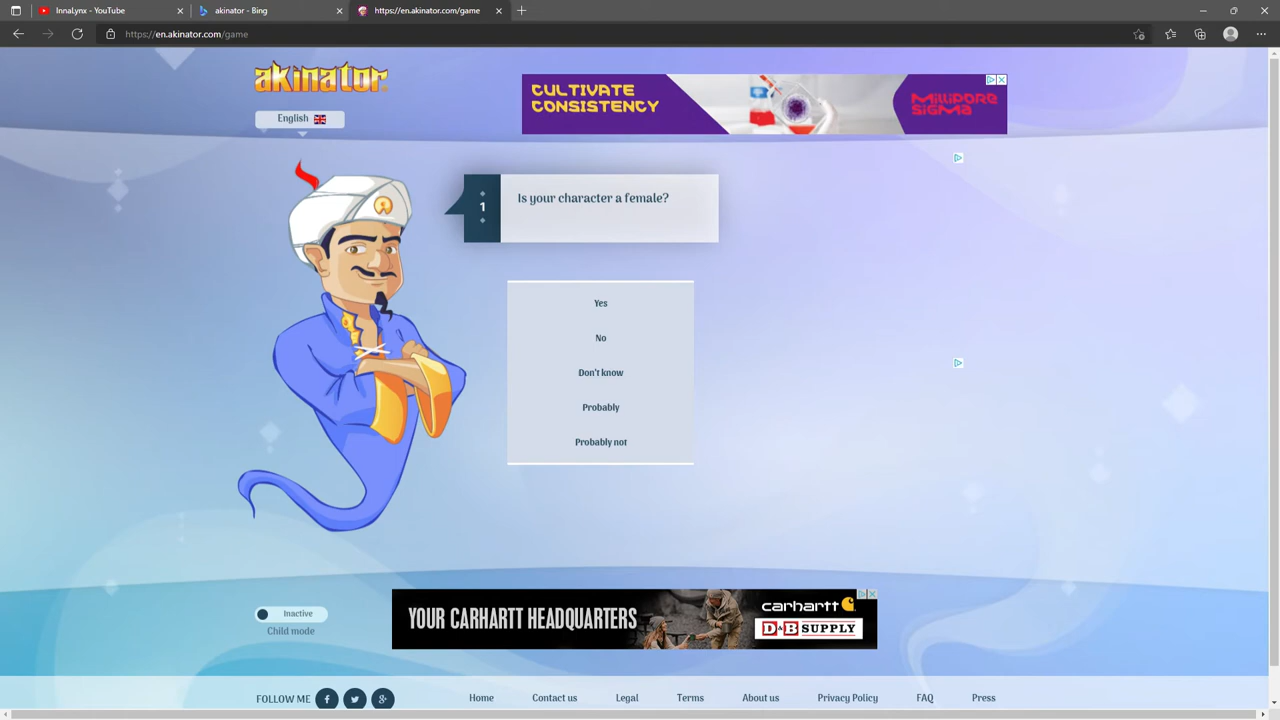 InnaLynx - YouTube
akinator - Bing
https://en.akinator.com/game
https://en.akinator.com/game
akinator
English
CULTIVATE
CONSISTENCY
MILLIPORE
SIGMA
1
Is your character a female?
Yes
No
Don't know
Probably
Probably not
Inactive
Child mode
YOUR CARHARTT HEADQUARTERS
carhartt
D&B SUPPLY
FOLLOW ME
Home
Contact us
Legal
Terms
About us
Privacy Policy
FAQ
Press